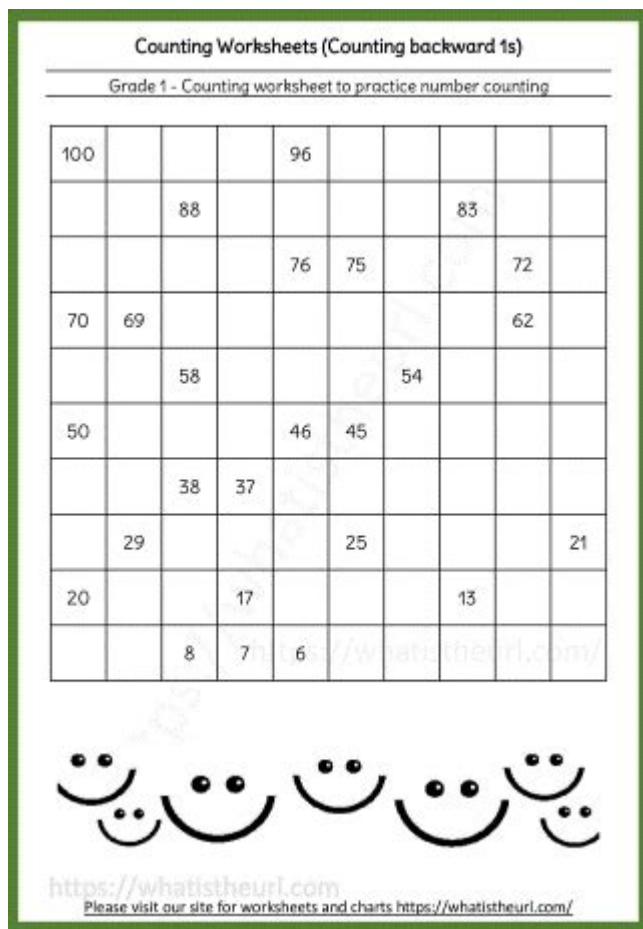 Counting Worksheets (Counting backward 1s)
Grade 1 - Counting worksheet to practice number counting
100 96
88 83
76 75 72
70 69 62
58 54
50 46 45
38 37
29 25 21
20 17 13
8 7 6
https://whatistheurl.com/
https://whatistheurl.com
Please visit our site for worksheets and charts https://whatistheurl.com/